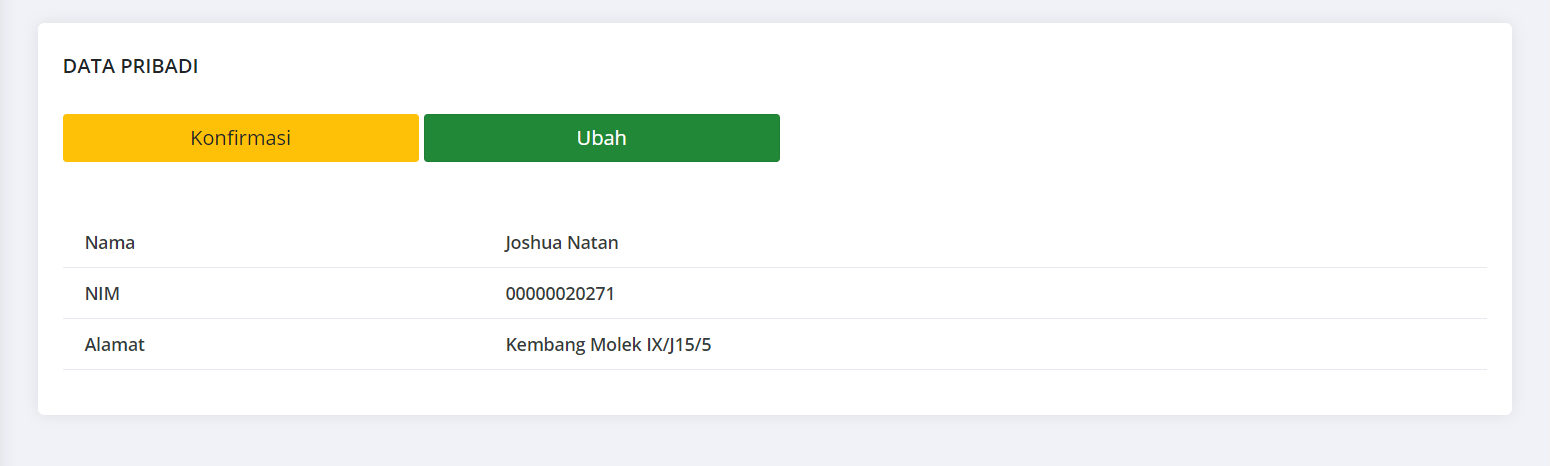 DATA PRIBADI
Konfirmasi Ubah
Nama Joshua Natan
NIM 00000020271
Alamat Kembang Molek IX/J15/5